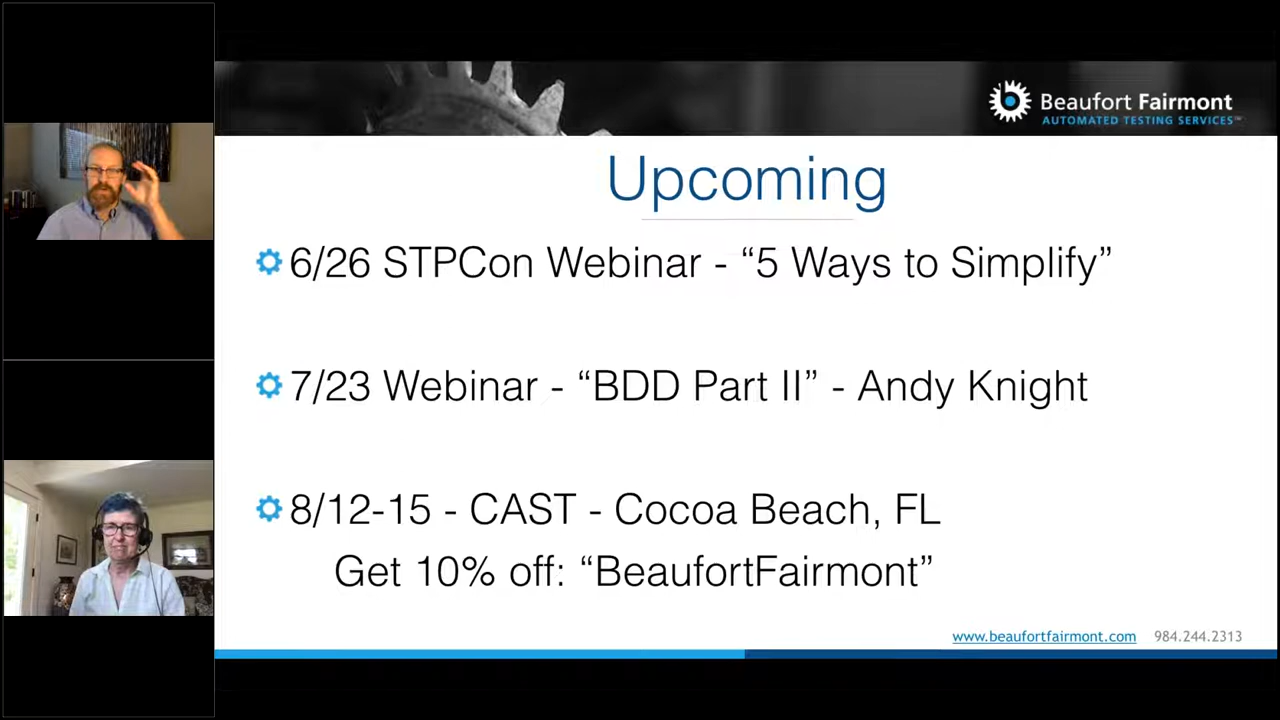 Beaufort Fairmont
AUTOMATED TESTING SERVICES
Upcoming
6/26 STPCon Webinar - “5 Ways to Simplify”
7/23 Webinar - “BDD Part II” - Andy Knight
8/12-15 - CAST - Cocoa Beach, FL
Get 10% off: “BeaufortFairmont”
www.beaufortfairmont.com 984.244.2313